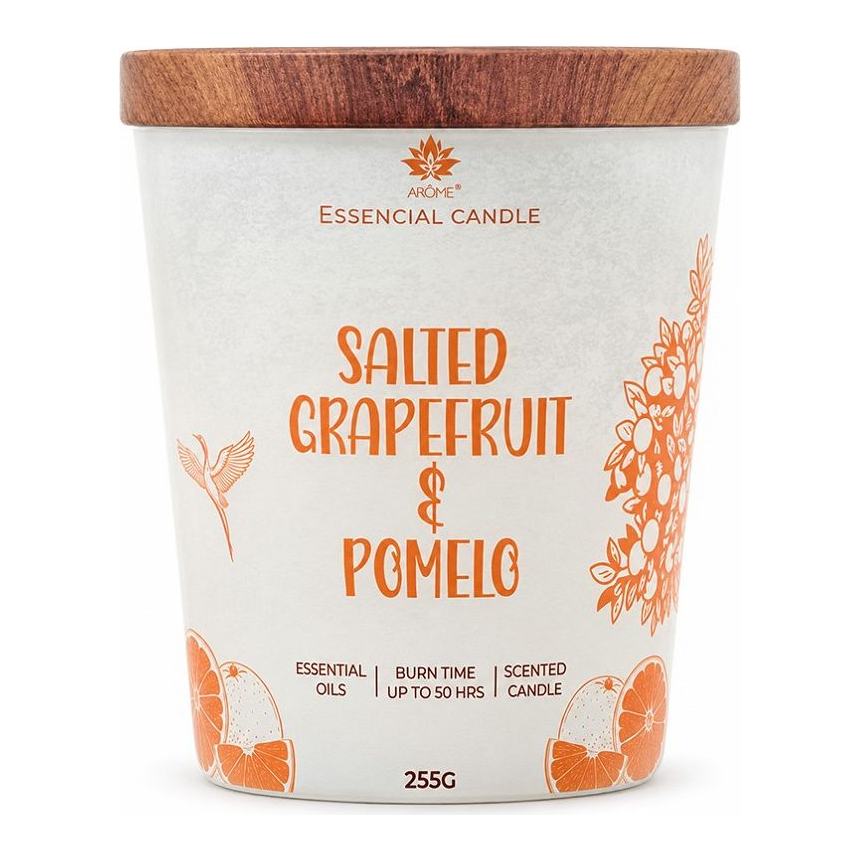 ARÔME®
ESSENCIAL CANDLE
SALTED
GRAPEFRUIT
&
POMELO
ESSENTIAL OILS | BURN TIME UP TO 50 HRS | SCENTED CANDLE
255G